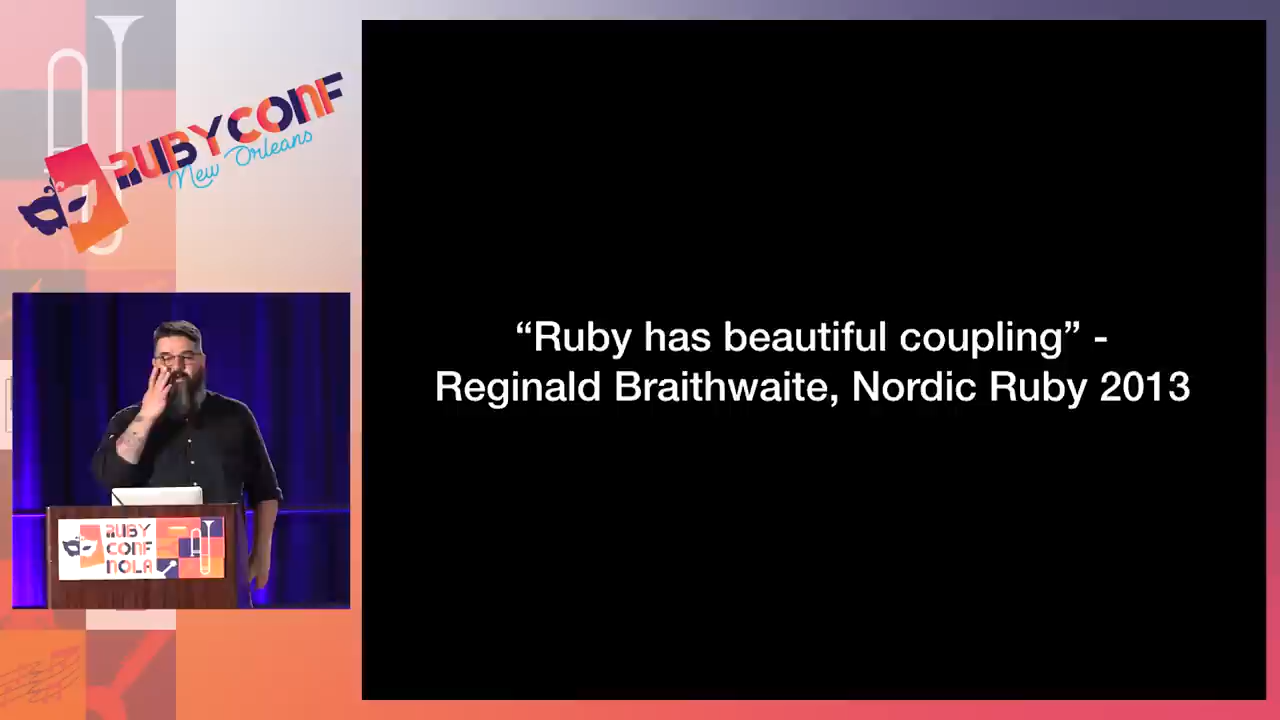 RUBYCONF
New Orleans
RUBY
CONF
NOLA
“Ruby has beautiful coupling” -
Reginald Braithwaite, Nordic Ruby 2013